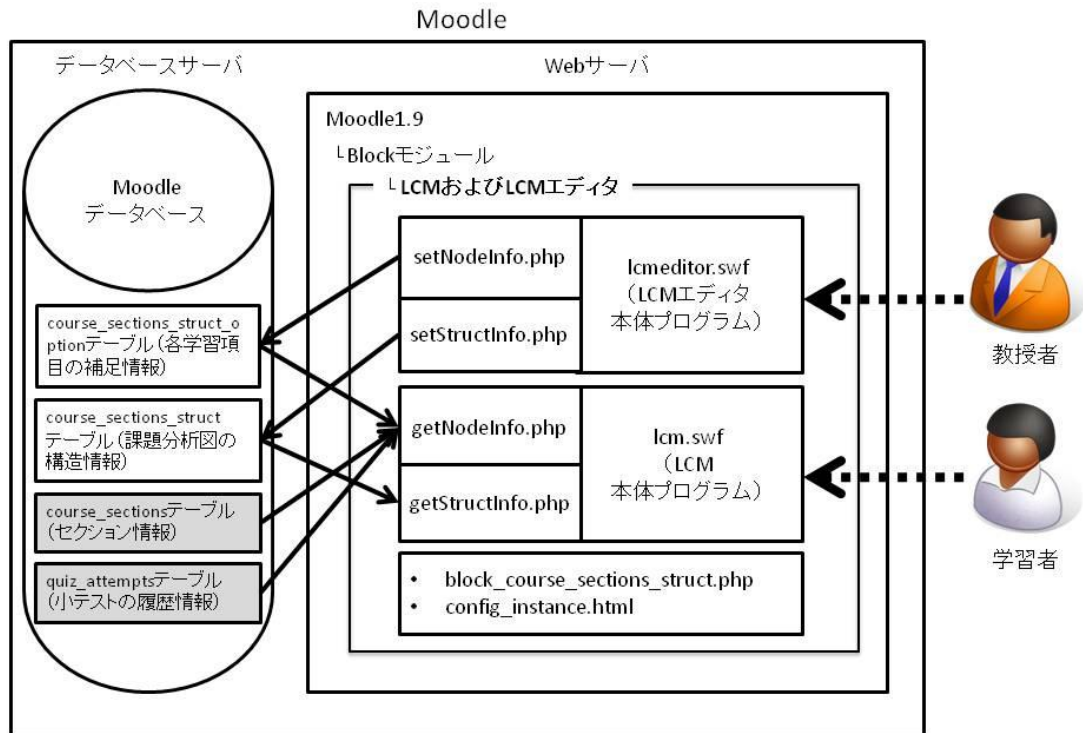 Moodle
データベースサーバ
Moodle
データベース
course_sections_struct_o
ptionテーブル(各学習項
目の補足情報)
course_sections_struct
テーブル(課題分析図の
構造情報)
course_sectionsテーブル
(セクション情報)
quiz_attemptsテーブル
(小テストの履歴情報)
Webサーバ
Moodle1.9
└Blockモジュール
└LCMおよびLCMエディタ
setNodeInfo.php
setStructInfo.php
lcmeditor.swf
(LCMエディタ
本体プログラム)
getNodeInfo.php
getStructInfo.php
lcm.swf
(LCM
本体プログラム)
• block_course_sections_struct.php
• config_instance.html
教授者
学習者